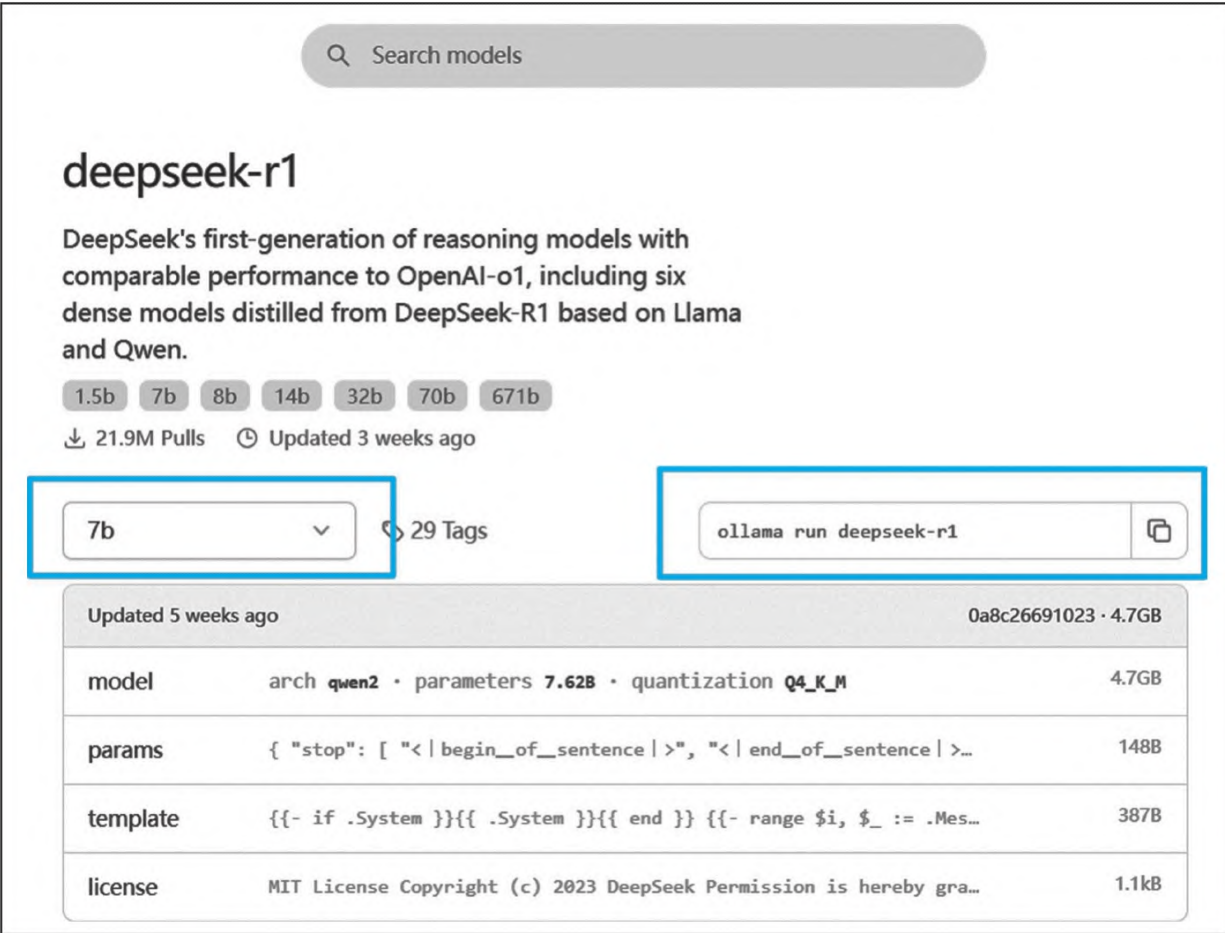 Search models
deepseek-r1
DeepSeek's first-generation of reasoning models with
comparable performance to OpenAI-o1, including six
dense models distilled from DeepSeek-R1 based on Llama
and Qwen.
1.5b 7b 8b 14b 32b 70b 671b
21.9M Pulls Updated 3 weeks ago
7b 29 Tags ollama run deepseek-r1
Updated 5 weeks ago 0a8c26691023 · 4.7GB
model arch qwen2 · parameters 7.62B · quantization Q4_K_M 4.7GB
params { "stop": [ "<|begin__of__sentence|>", "<|end__of__sentence|>… 148B
template {{- if .System }}{{ .System }}{{ end }} {{- range $i, $_ := .Mes… 387B
license MIT License Copyright (c) 2023 DeepSeek Permission is hereby gra… 1.1kB